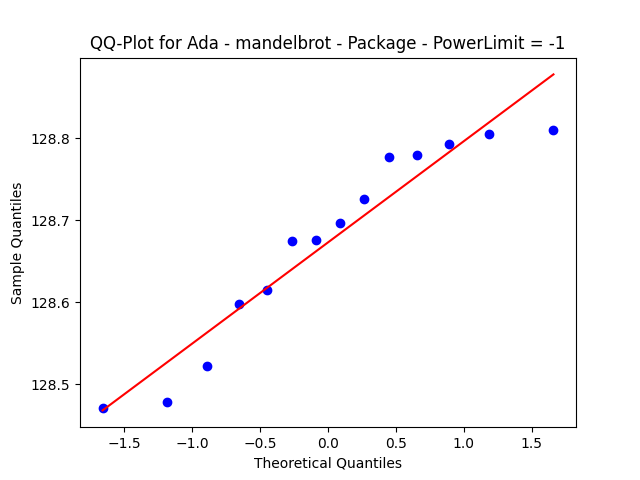 QQ-Plot for Ada - mandelbrot - Package - PowerLimit = -1
128.8
128.7
128.6
128.5
Sample Quantiles
−1.5 −1.0 −0.5 0.0 0.5 1.0 1.5
Theoretical Quantiles